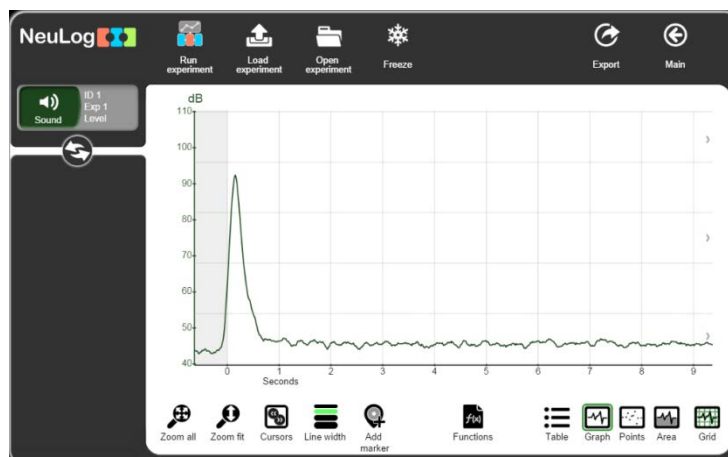 NeuLog
Run
experiment
Load
experiment
Open
experiment
Freeze
Export
Main
Sound
ID 1
Exp 1
Level
dB
110
100
90
80
70
60
50
40
0 1 2 3 4 5 6 7 8 9
Seconds
Zoom all
Zoom fit
Cursors
Line width
Add
marker
f(x)
Functions
Table
Graph
Points
Area
Grid